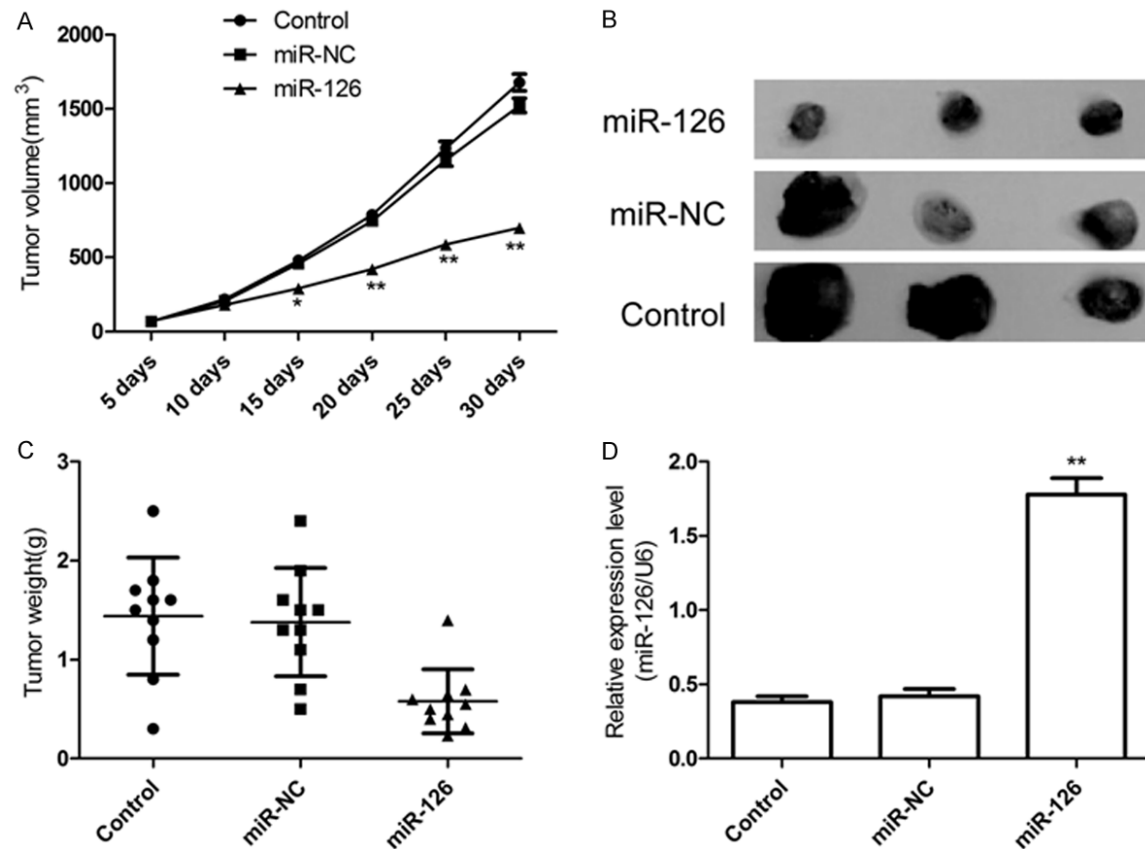 A
Control
miR-NC
miR-126
Tumor volume(mm³)
2000
1500
1000
500
0
*
**
**
**
5 days
10 days
15 days
20 days
25 days
30 days
B
miR-126
miR-NC
Control
C
Tumor weight(g)
3
2
1
0
Control
miR-NC
miR-126
D
Relative expression level
(miR-126/U6)
2.0
1.5
1.0
0.5
0.0
**
Control
miR-NC
miR-126